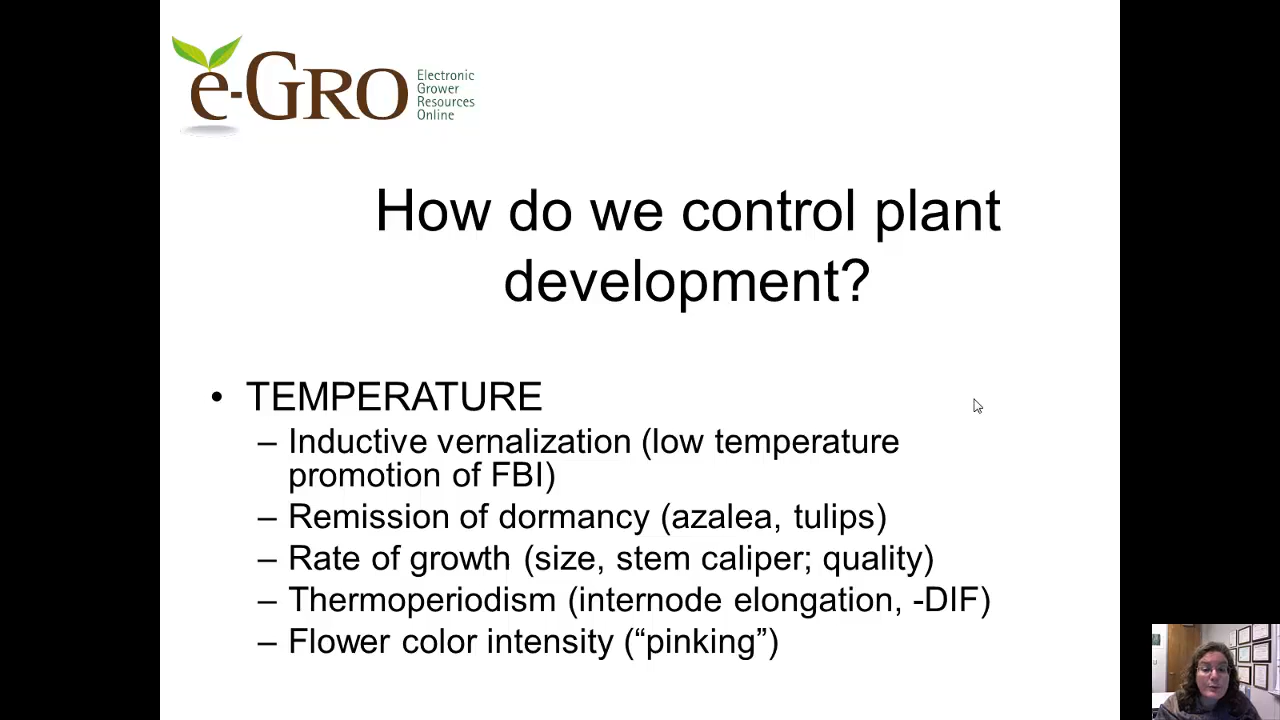 e-GRO
Electronic
Grower
Resources
Online
How do we control plant
development?
• TEMPERATURE
– Inductive vernalization (low temperature
promotion of FBI)
– Remission of dormancy (azalea, tulips)
– Rate of growth (size, stem caliper; quality)
– Thermoperiodism (internode elongation, -DIF)
– Flower color intensity (“pinking”)